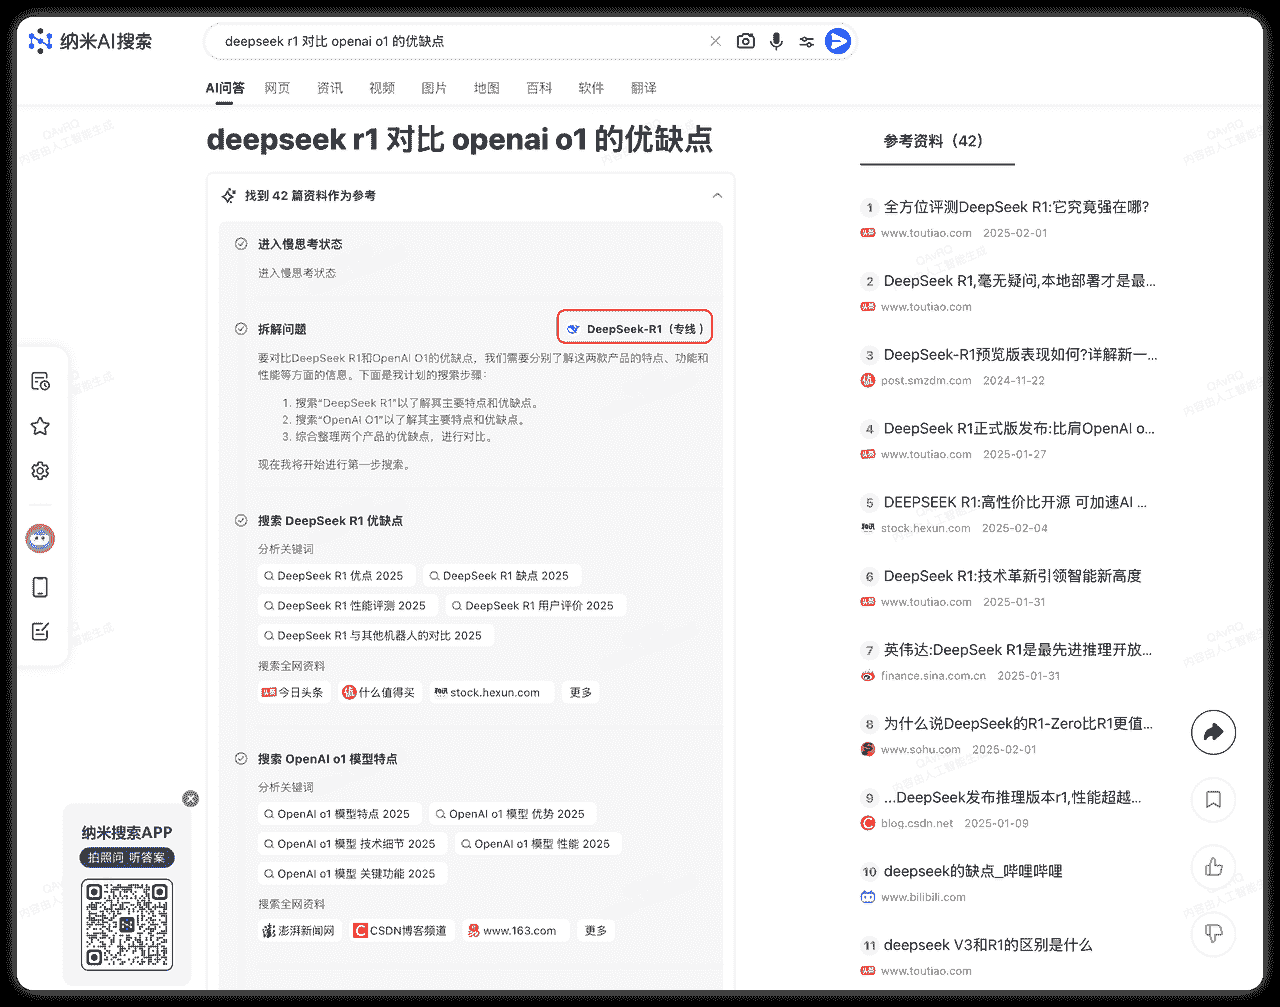 纳米AI搜索
deepseek r1 对比 openai o1 的优缺点
AI问答 网页 资讯 视频 图片 地图 百科 软件 翻译
deepseek r1 对比 openai o1 的优缺点
找到 42 篇资料作为参考
进入慢思考状态
进入慢思考状态
拆解问题
DeepSeek-R1（专线 ）
要对比DeepSeek R1和OpenAI O1的优缺点，我们需要分别了解这两款产品的特点、功能和
性能等方面的信息。下面是我计划的搜索步骤：
1. 搜索“DeepSeek R1”以了解其主要特点和优缺点。
2. 搜索“OpenAI O1”以了解其主要特点和优缺点。
3. 综合整理两个产品的优缺点，进行对比。
现在我将开始进行第一步搜索。
搜索 DeepSeek R1 优缺点
分析关键词
DeepSeek R1 优点 2025 DeepSeek R1 缺点 2025
DeepSeek R1 性能评测 2025 DeepSeek R1 用户评价 2025
DeepSeek R1 与其他机器人的对比 2025
搜索全网资料
头条 今日头条 值 什么值得买 和讯 stock.hexun.com 更多
搜索 OpenAI o1 模型特点
分析关键词
OpenAI o1 模型特点 2025 OpenAI o1 模型 优势 2025
OpenAI o1 模型 技术细节 2025 OpenAI o1 模型 性能 2025
OpenAI o1 模型 关键功能 2025
搜索全网资料
澎湃新闻网 C CSDN博客频道 www.163.com 更多
纳米搜索APP
拍照问 听答案
参考资料（42）
1 全方位评测DeepSeek R1:它究竟强在哪?
头条 www.toutiao.com 2025-02-01
2 DeepSeek R1,毫无疑问,本地部署才是最...
头条 www.toutiao.com
3 DeepSeek-R1预览版表现如何?详解新一...
值 post.smzdm.com 2024-11-22
4 DeepSeek R1正式版发布:比肩OpenAI o...
头条 www.toutiao.com 2025-01-27
5 DEEPSEEK R1:高性价比开源 可加速AI ...
和讯 stock.hexun.com 2025-02-04
6 DeepSeek R1:技术革新引领智能新高度
头条 www.toutiao.com 2025-01-31
7 英伟达:DeepSeek R1是最先进推理开放...
finance.sina.com.cn 2025-01-31
8 为什么说DeepSeek的R1-Zero比R1更值...
www.sohu.com 2025-02-01
9 ...DeepSeek发布推理版本r1,性能超越...
C blog.csdn.net 2025-01-09
10 deepseek的缺点_哔哩哔哩
www.bilibili.com
11 deepseek V3和R1的区别是什么
头条 www.toutiao.com
QAvRQ
内容由人工智能生成